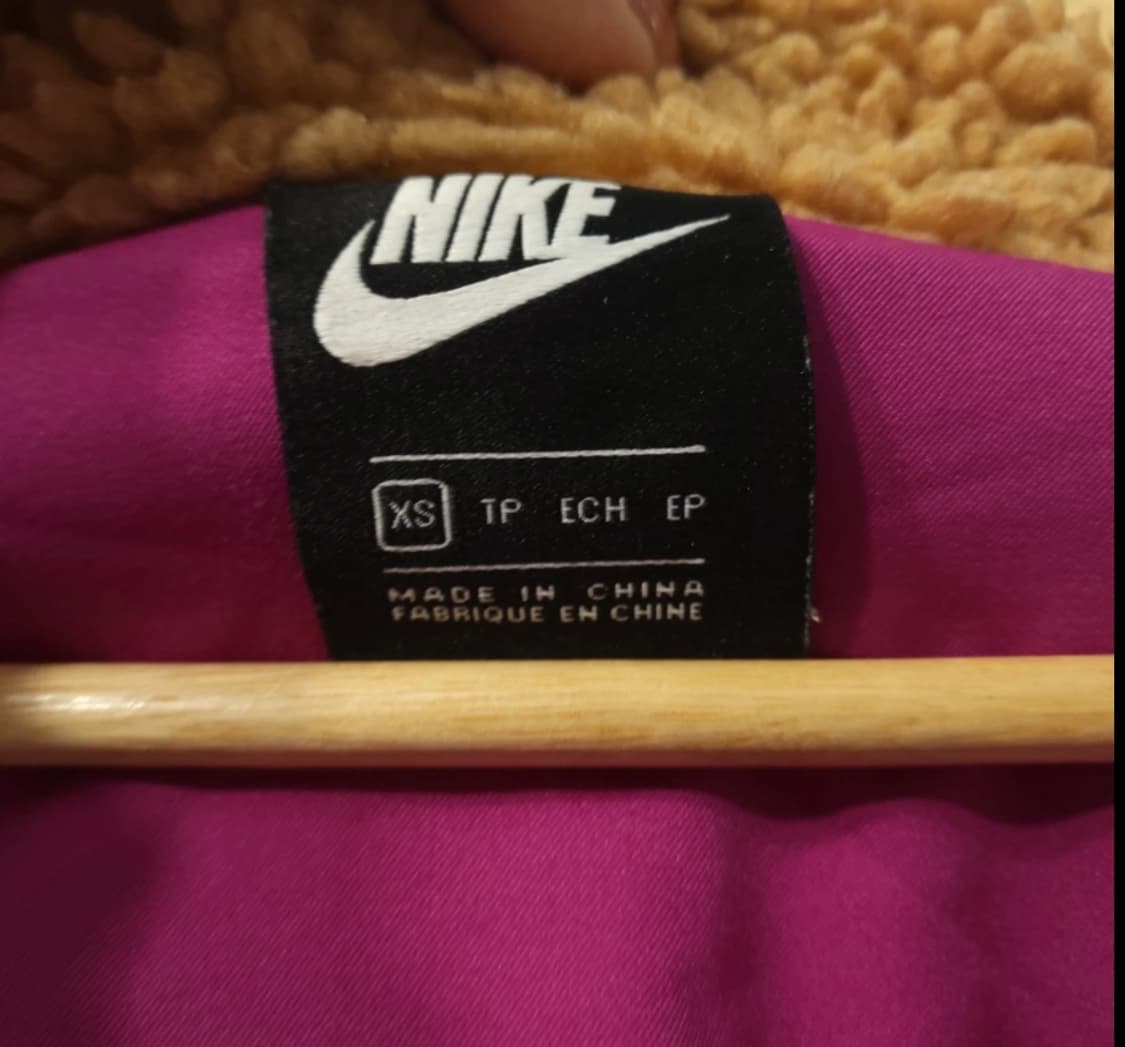 NIKE
XS TP ECH EP
MADE IN CHINA
FABRIQUE EN CHINE